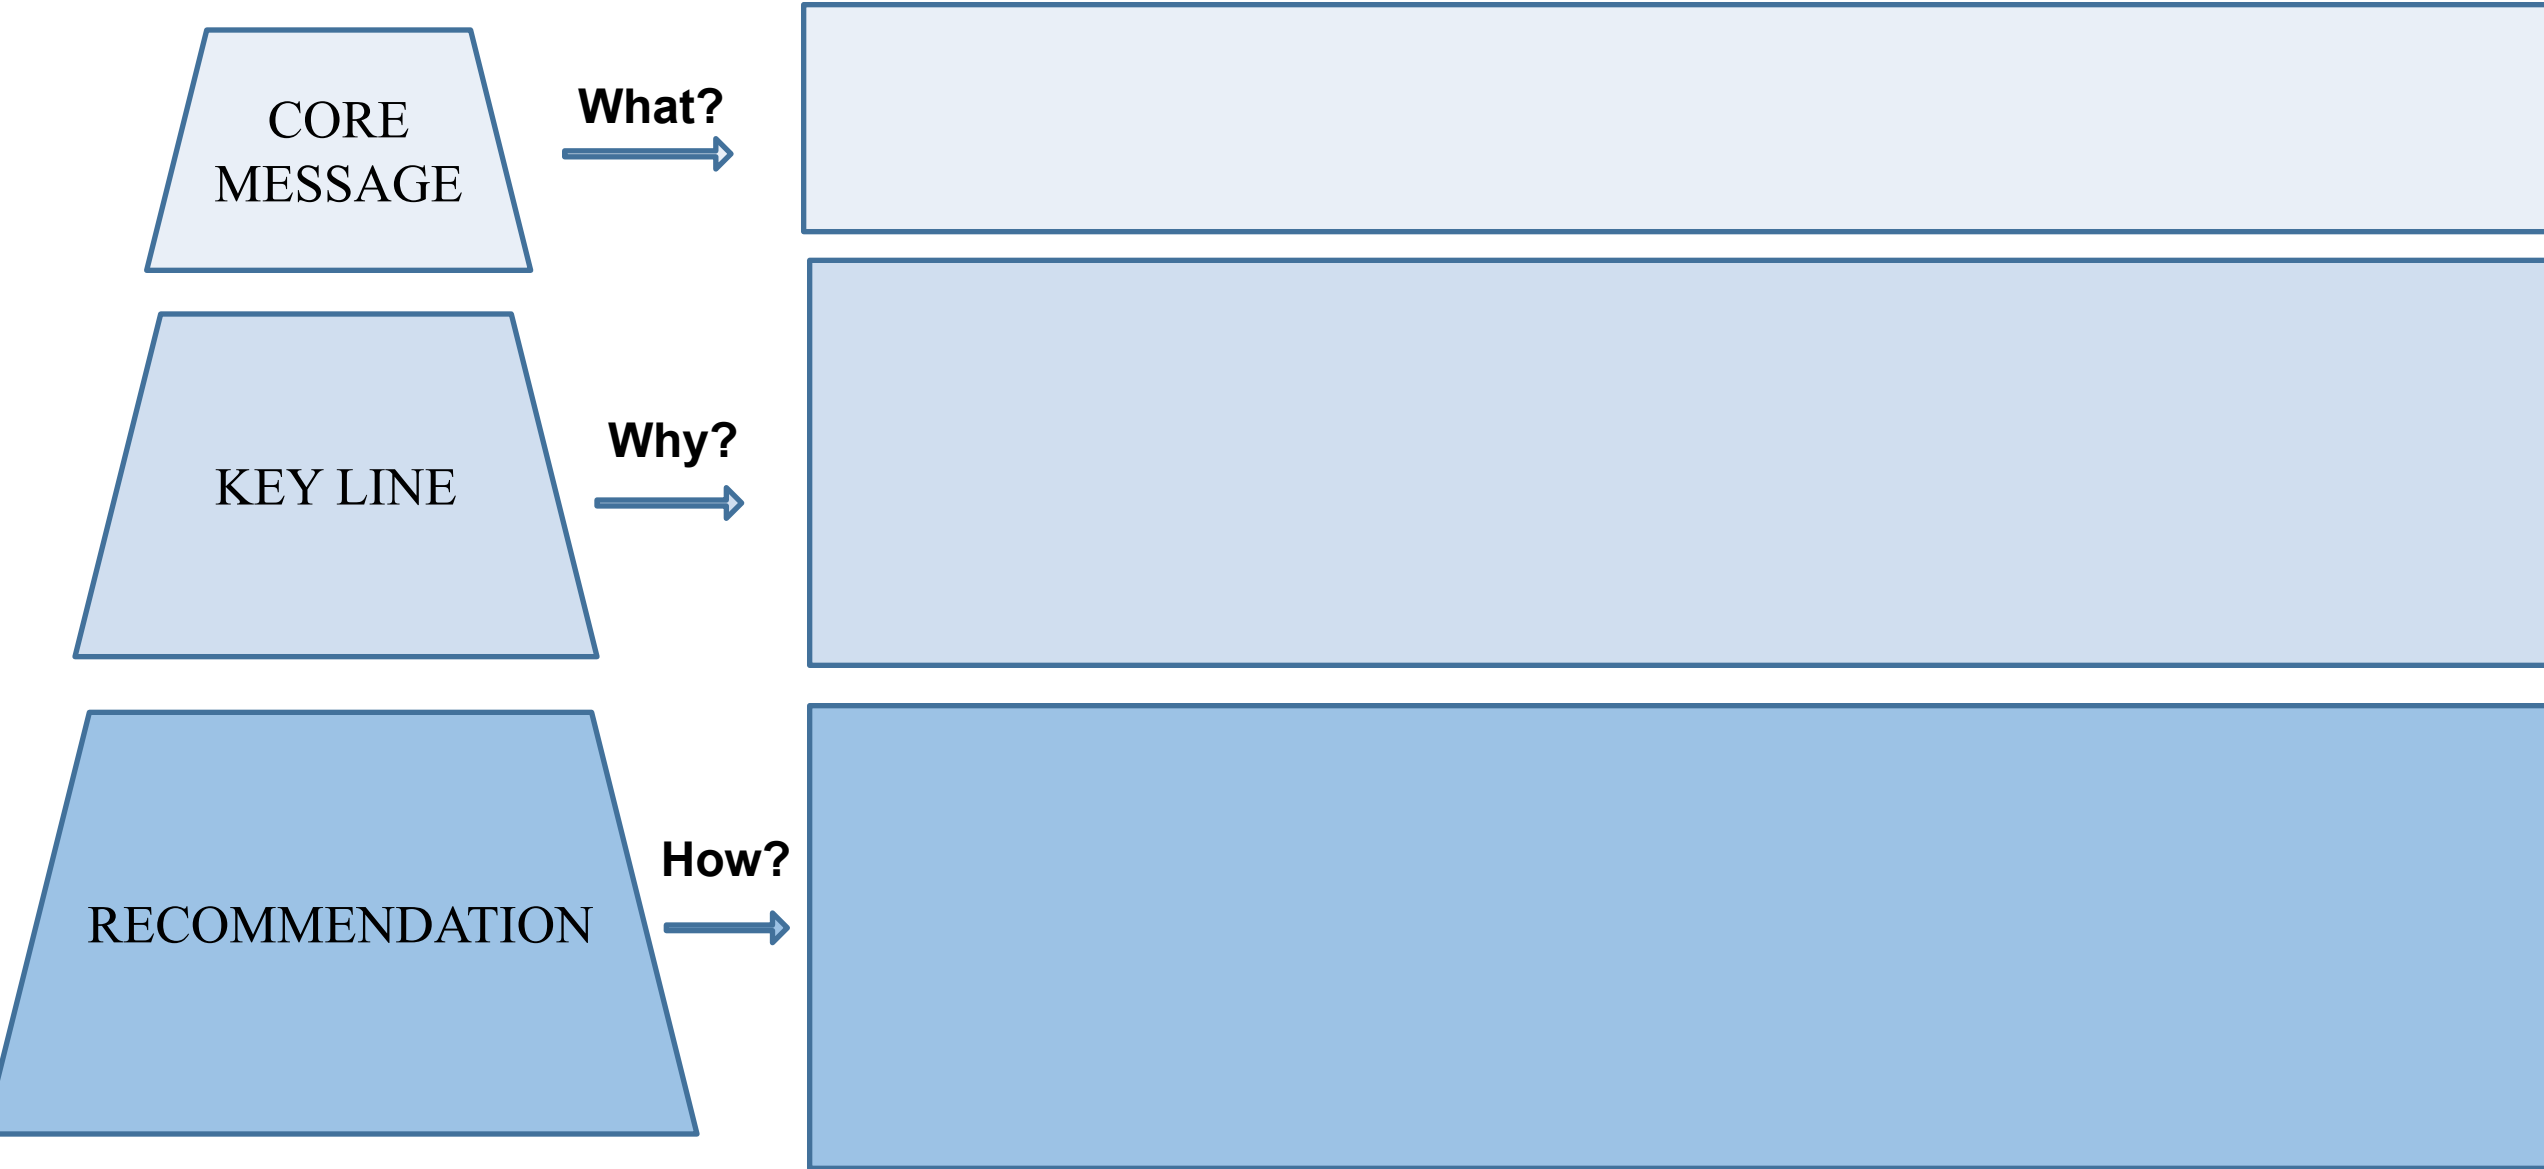 CORE
MESSAGE
What?
KEY LINE
Why?
RECOMMENDATION
How?